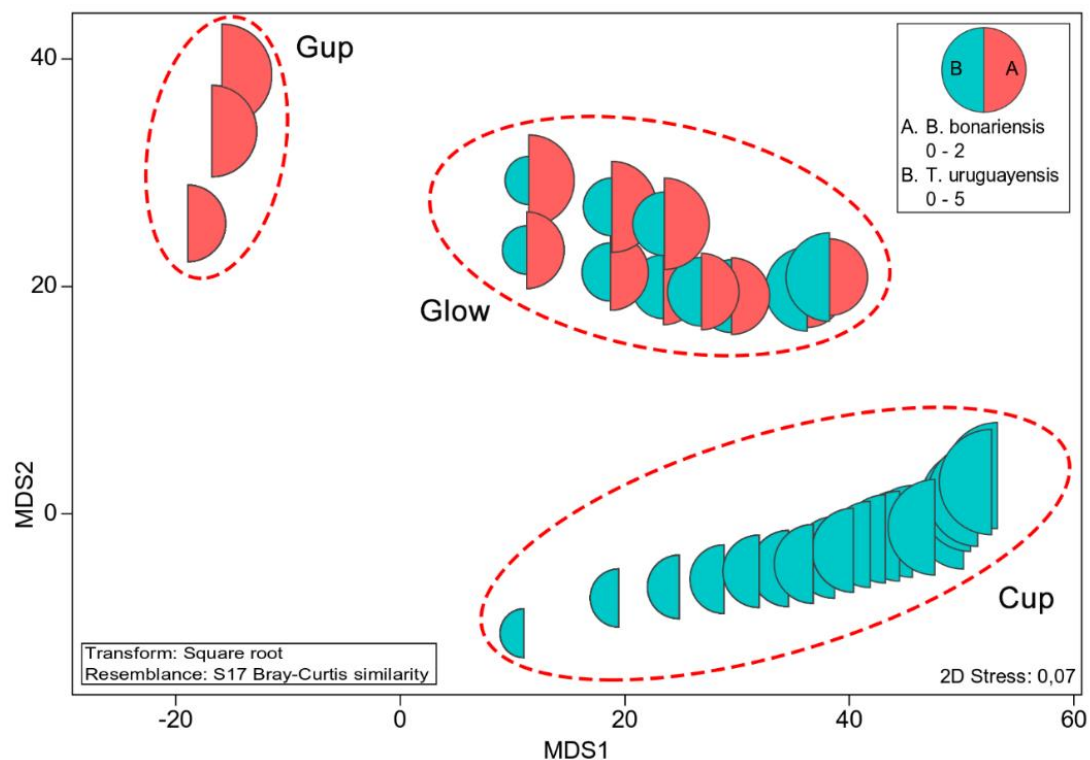 40
20
0
MDS2
-20
0
20
40
60
MDS1
Gup
Glow
Cup
B
A
A. B. bonariensis
0 - 2
B. T. uruguayensis
0 - 5
Transform: Square root
Resemblance: S17 Bray-Curtis similarity
2D Stress: 0,07